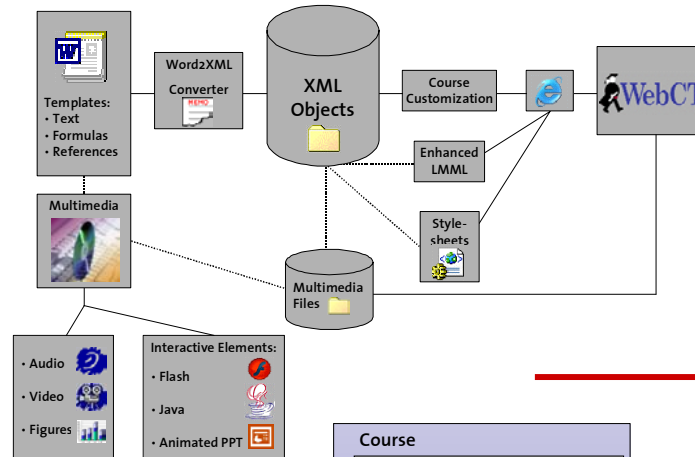 Templates:
• Text
• Formulas
• References
Word2XML
Converter
MEMO
XML
Objects
Course
Customization
WebCT
Enhanced
LMML
Style-
sheets
Multimedia
Multimedia
Files
• Audio
• Video
• Figures
Interactive Elements:
• Flash
• Java
• Animated PPT
Course